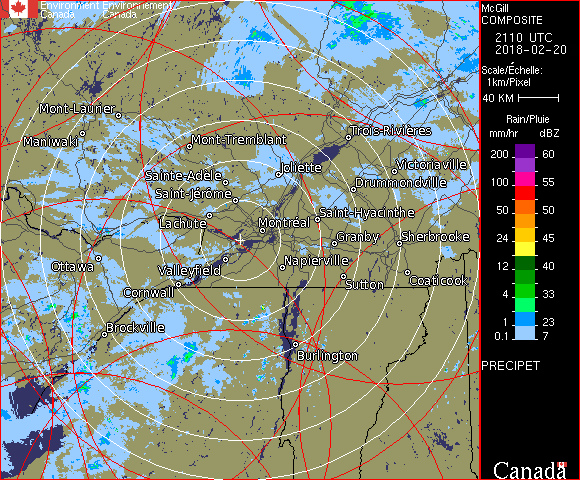 Environment Environnement
Canada Canada
McGill
COMPOSITE
2110 UTC
2018-02-20
Scale/Échelle:
1km/Pixel
40 KM
Rain/Pluie
mm/hr dBZ
200 60
100 55
50 50
24 45
12 40
4 33
1 23
0.1 7
PRECIPET
Mont-Laurier
Maniwaki
Mont-Tremblant
Trois-Rivières
Joliette
Victoriaville
Sainte-Adèle
Drummondville
Saint-Jérôme
Saint-Hyacinthe
Lachute
Montréal
Granby
Sherbrooke
Ottawa
Valleyfield
Napierville
Cornwall
Sutton
Coaticook
Brockville
Burlington
Canada